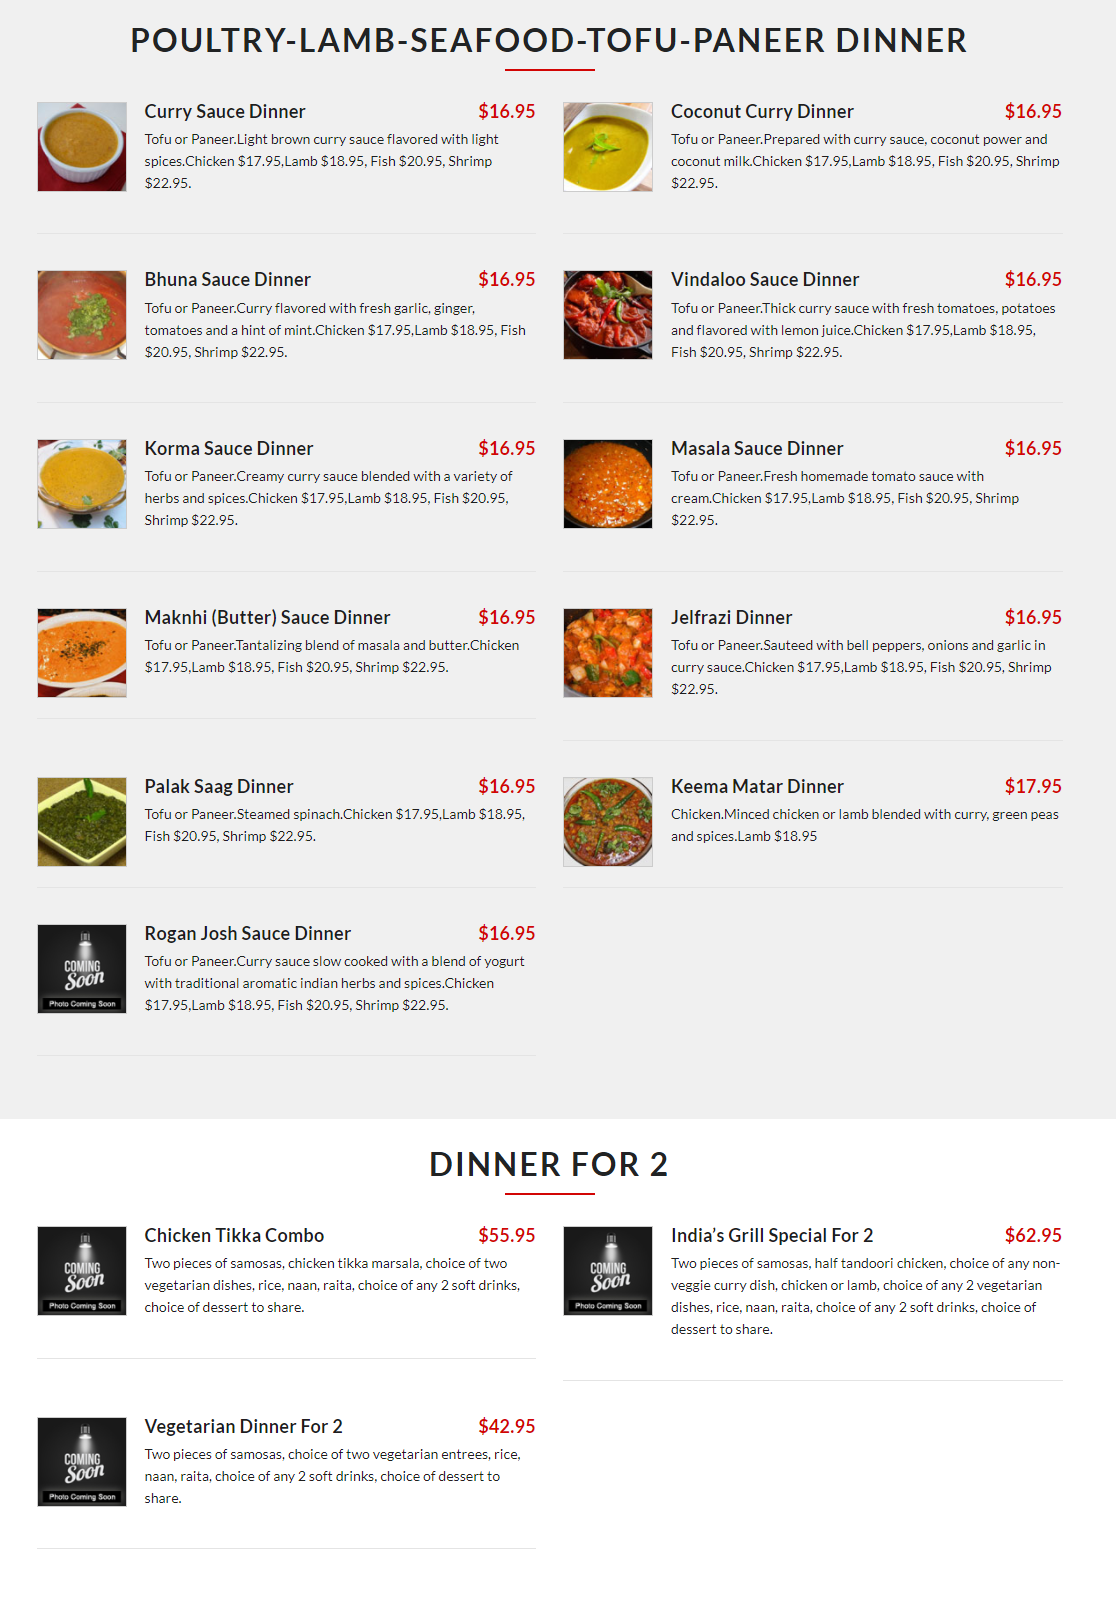 POULTRY-LAMB-SEAFOOD-TOFU-PANEER DINNER
Curry Sauce Dinner $16.95
Tofu or Paneer.Light brown curry sauce flavored with light
spices.Chicken $17.95,Lamb $18.95, Fish $20.95, Shrimp
$22.95.
Coconut Curry Dinner $16.95
Tofu or Paneer.Prepared with curry sauce, coconut power and
coconut milk.Chicken $17.95,Lamb $18.95, Fish $20.95, Shrimp
$22.95.
Bhuna Sauce Dinner $16.95
Tofu or Paneer.Curry flavored with fresh garlic, ginger,
tomatoes and a hint of mint.Chicken $17.95,Lamb $18.95, Fish
$20.95, Shrimp $22.95.
Vindaloo Sauce Dinner $16.95
Tofu or Paneer.Thick curry sauce with fresh tomatoes, potatoes
and flavored with lemon juice.Chicken $17.95,Lamb $18.95,
Fish $20.95, Shrimp $22.95.
Korma Sauce Dinner $16.95
Tofu or Paneer.Creamy curry sauce blended with a variety of
herbs and spices.Chicken $17.95,Lamb $18.95, Fish $20.95,
Shrimp $22.95.
Masala Sauce Dinner $16.95
Tofu or Paneer.Fresh homemade tomato sauce with
cream.Chicken $17.95,Lamb $18.95, Fish $20.95, Shrimp
$22.95.
Maknhi (Butter) Sauce Dinner $16.95
Tofu or Paneer.Tantalizing blend of masala and butter.Chicken
$17.95,Lamb $18.95, Fish $20.95, Shrimp $22.95.
Jelfrazi Dinner $16.95
Tofu or Paneer.Sauteed with bell peppers, onions and garlic in
curry sauce.Chicken $17.95,Lamb $18.95, Fish $20.95, Shrimp
$22.95.
Palak Saag Dinner $16.95
Tofu or Paneer.Steamed spinach.Chicken $17.95,Lamb $18.95,
Fish $20.95, Shrimp $22.95.
Keema Matar Dinner $17.95
Chicken.Minced chicken or lamb blended with curry, green peas
and spices.Lamb $18.95
COMING
Soon
Photo Coming Soon
Rogan Josh Sauce Dinner $16.95
Tofu or Paneer.Curry sauce slow cooked with a blend of yogurt
with traditional aromatic indian herbs and spices.Chicken
$17.95,Lamb $18.95, Fish $20.95, Shrimp $22.95.
DINNER FOR 2
COMING
Soon
Photo Coming Soon
Chicken Tikka Combo $55.95
Two pieces of samosas, chicken tikka marsala, choice of two
vegetarian dishes, rice, naan, raita, choice of any 2 soft drinks,
choice of dessert to share.
COMING
Soon
Photo Coming Soon
India’s Grill Special For 2 $62.95
Two pieces of samosas, half tandoori chicken, choice of any non-
veggie curry dish, chicken or lamb, choice of any 2 vegetarian
dishes, rice, naan, raita, choice of any 2 soft drinks, choice of
dessert to share.
COMING
Soon
Photo Coming Soon
Vegetarian Dinner For 2 $42.95
Two pieces of samosas, choice of two vegetarian entrees, rice,
naan, raita, choice of any 2 soft drinks, choice of dessert to
share.